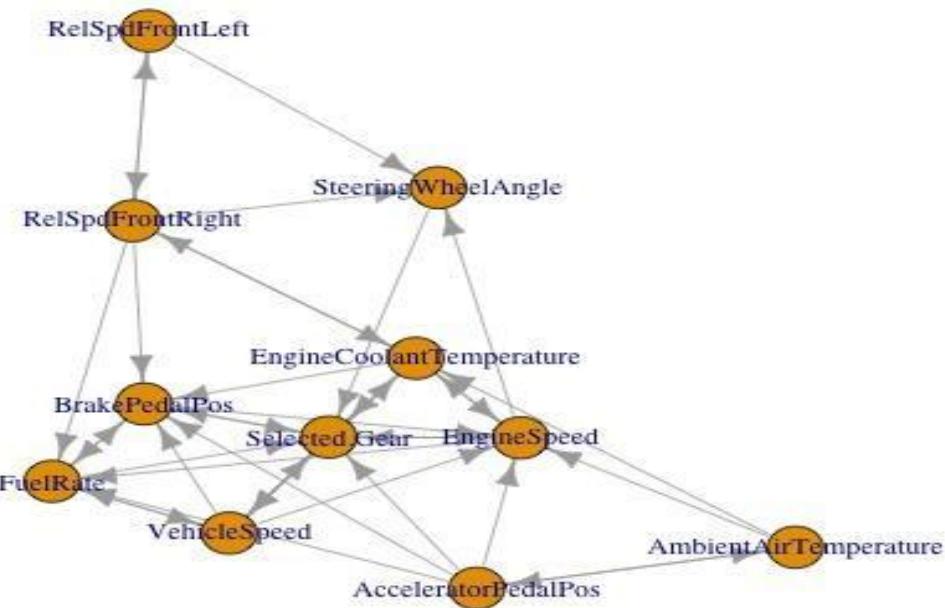 RelSpdFrontLeft
SteeringWheelAngle
RelSpdFrontRight
EngineCoolantTemperature
BrakePedalPos
Selected.Gear
EngineSpeed
FuelRate
VehicleSpeed
AmbientAirTemperature
AcceleratorPedalPos